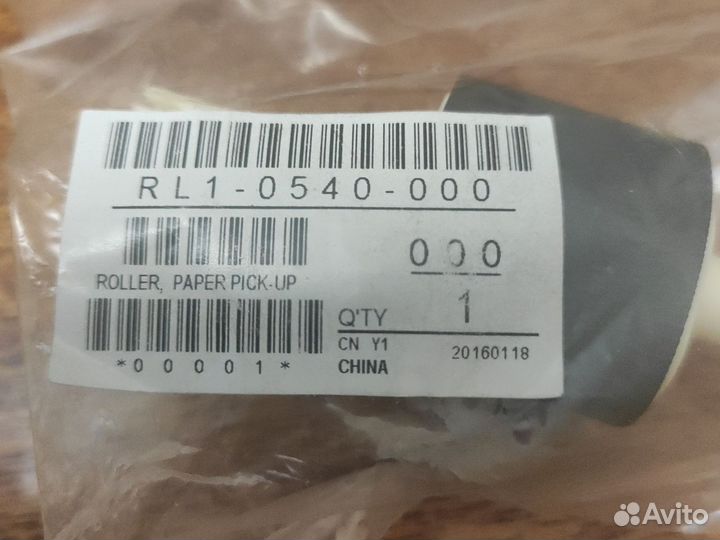 RL1-0540-000
000
ROLLER, PAPER PICK-UP
Q'TY 1
CN Y1 20160118
*00001* CHINA
Avito